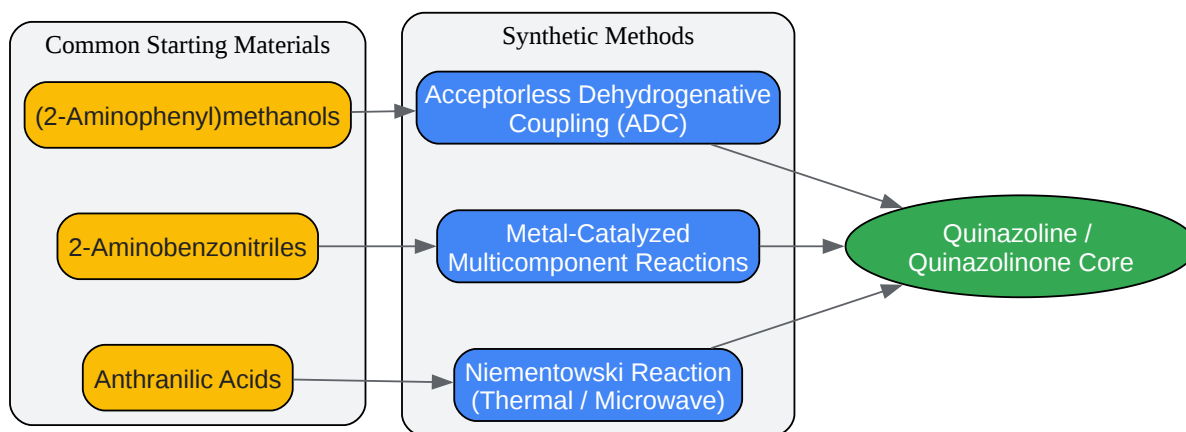 Common Starting Materials
(2-Aminophenyl)methanols
2-Aminobenzonitriles
Anthranilic Acids
Synthetic Methods
Acceptorless Dehydrogenative
Coupling (ADC)
Metal-Catalyzed
Multicomponent Reactions
Niementowski Reaction
(Thermal / Microwave)
Quinazoline /
Quinazolinone Core